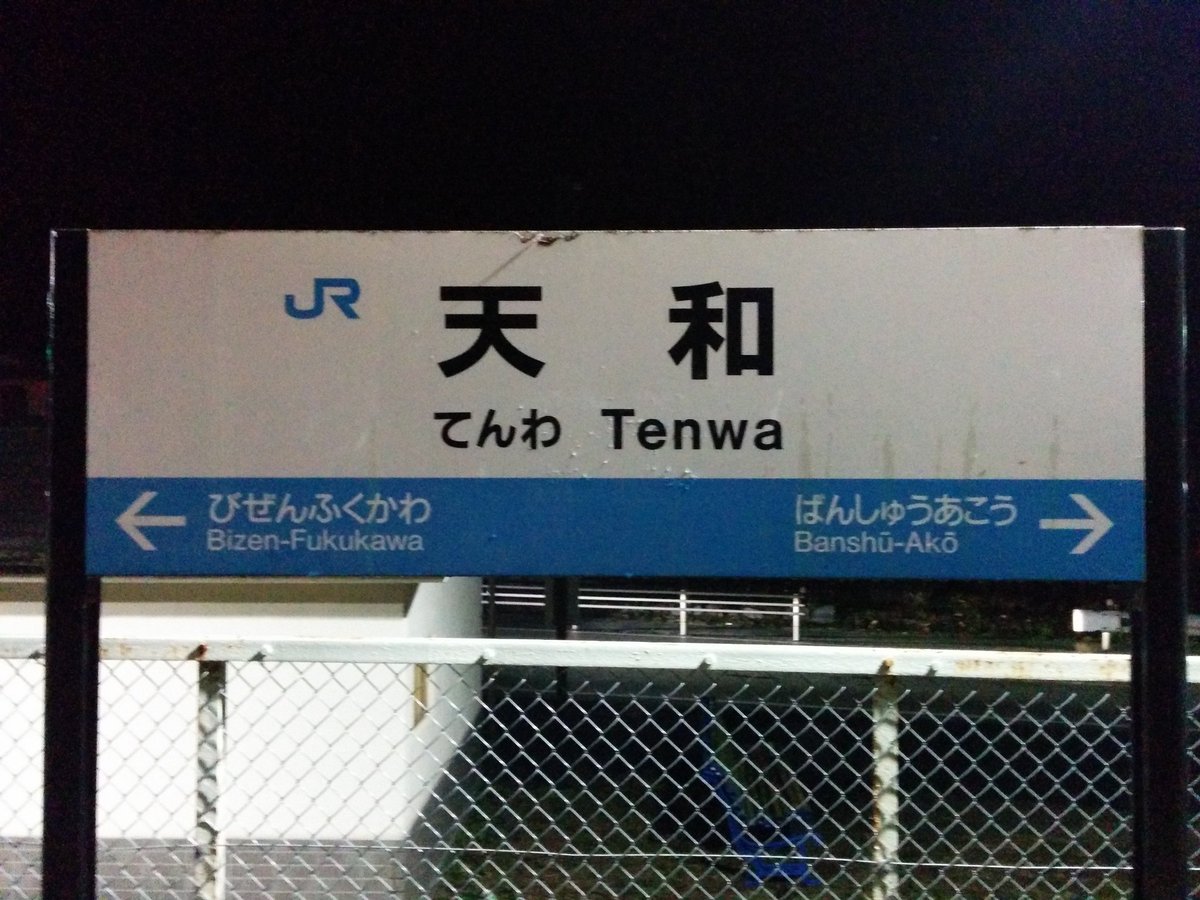 JR 天和
てんわ Tenwa
← びぜんふくかわ
Bizen-Fukukawa
ばんしゅうあこう →
Banshū-Akō